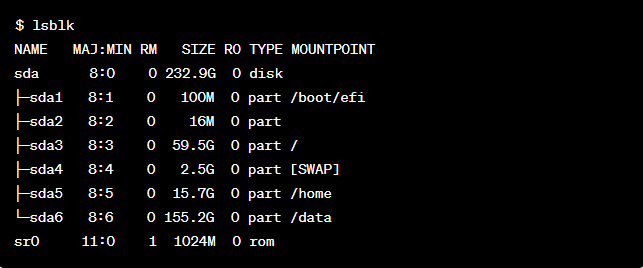 $ lsblk
NAME   MAJ:MIN RM   SIZE RO TYPE MOUNTPOINT
sda      8:0    0 232.9G  0 disk
├─sda1   8:1    0   100M  0 part /boot/efi
├─sda2   8:2    0    16M  0 part
├─sda3   8:3    0  59.5G  0 part /
├─sda4   8:4    0   2.5G  0 part [SWAP]
├─sda5   8:5    0  15.7G  0 part /home
└─sda6   8:6    0 155.2G  0 part /data
sr0     11:0    1  1024M  0 rom